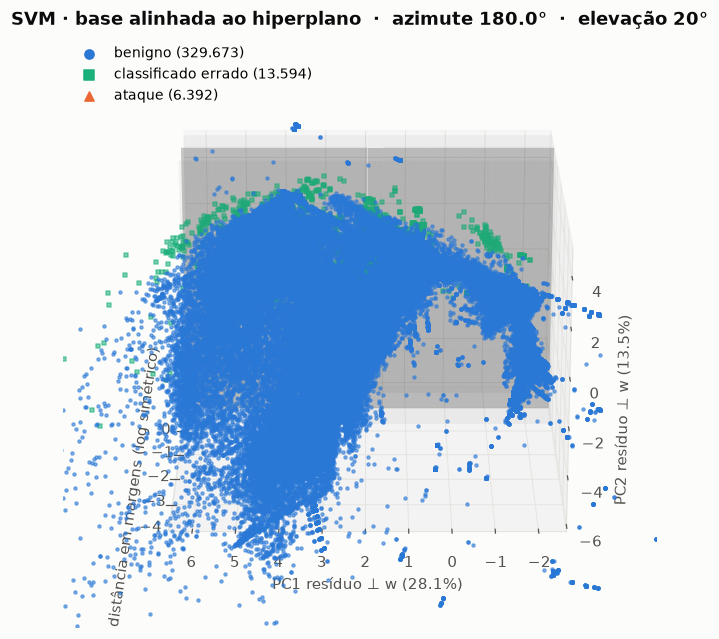 SVM · base alinhada ao hiperplano · azimute 180.0° · elevação 20°
benigno (329.673)
classificado errado (13.594)
ataque (6.392)
4
2
0
−2
−4
−6
PC2 resíduo ⊥ w (13.5%)
0
−1
−2
−3
−4
distância em margens (log simétrico)
6
5
4
3
2
1
0
−1
−2
PC1 resíduo ⊥ w (28.1%)